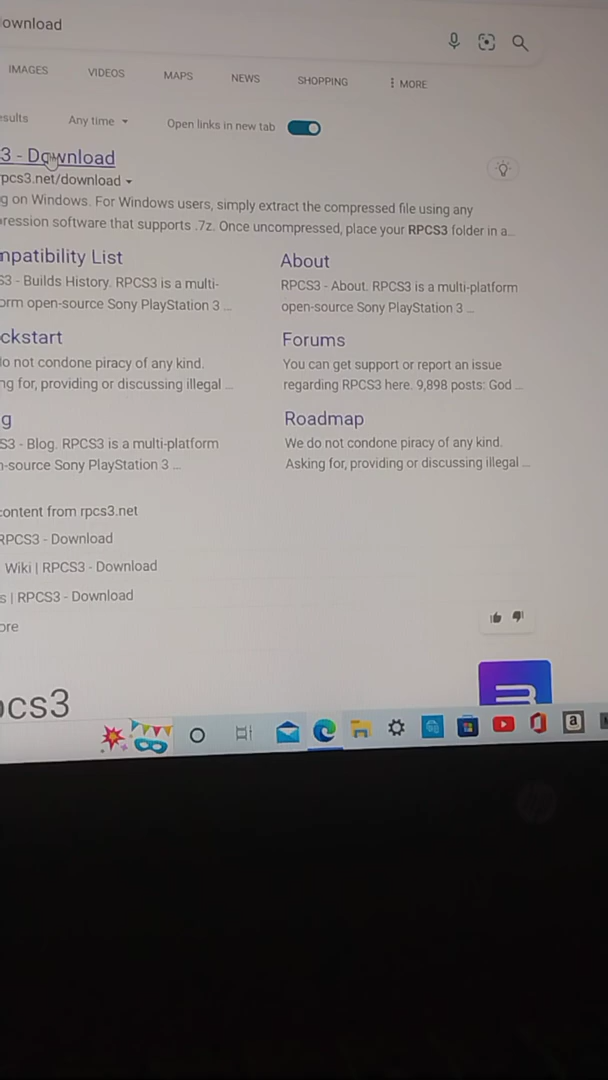 ownload
IMAGES VIDEOS MAPS NEWS SHOPPING MORE
esults Any time Open links in new tab
3 - Download
pcs3.net/download
g on Windows. For Windows users, simply extract the compressed file using any
ression software that supports .7z. Once uncompressed, place your RPCS3 folder in a...
mpatibility List
S3 - Builds History. RPCS3 is a multi-
orm open-source Sony PlayStation 3 ...
About
RPCS3 - About. RPCS3 is a multi-platform
open-source Sony PlayStation 3 ...
ickstart
do not condone piracy of any kind.
ng for, providing or discussing illegal ...
Forums
You can get support or report an issue
regarding RPCS3 here. 9,898 posts: God ...
g
S3 - Blog. RPCS3 is a multi-platform
n-source Sony PlayStation 3 ...
Roadmap
We do not condone piracy of any kind.
Asking for, providing or discussing illegal ...
content from rpcs3.net
RPCS3 - Download
Wiki | RPCS3 - Download
s | RPCS3 - Download
ore
pcs3
a